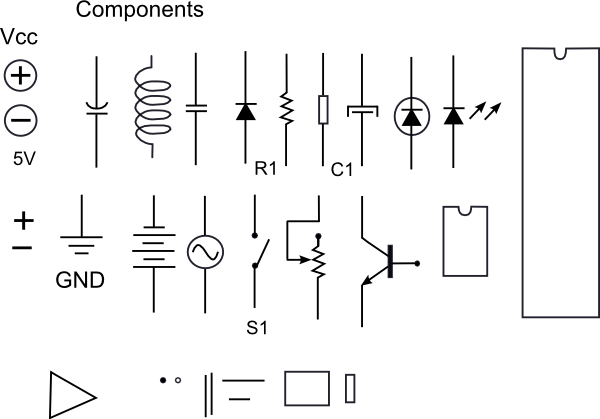 Components
Vcc
+
−
5V
R1
C1
+
−
GND
S1